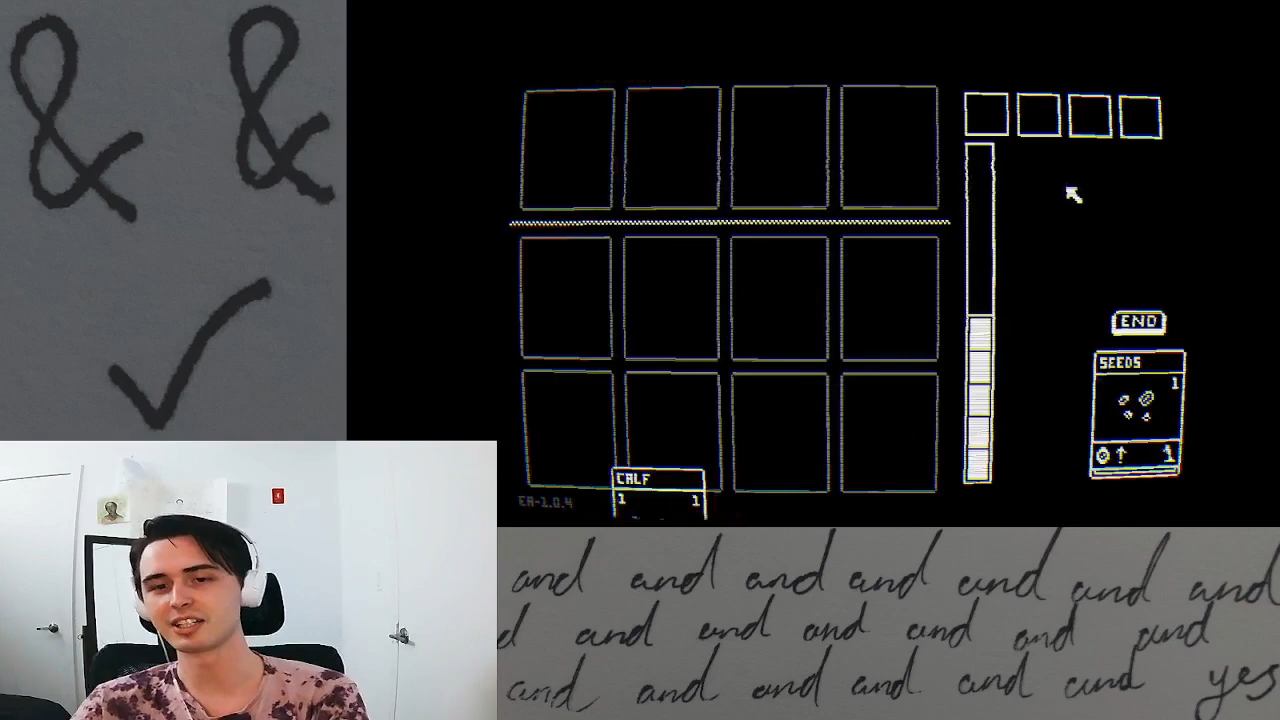 & &
END
SEEDS
1
0↑ 1
CALF
1 1
EA-1.0.4
and and and and and and and
d and and and and and and
and and and and and and yes